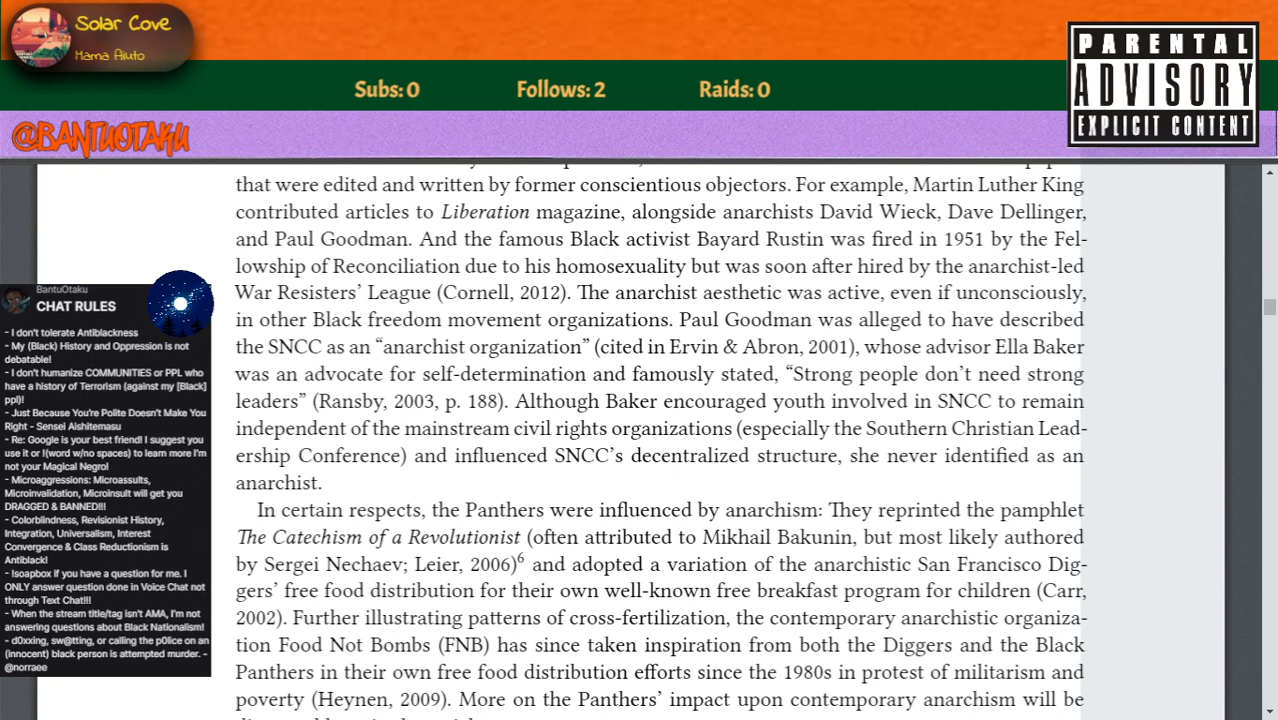 Solar Cove
Mama Aiuto
Subs: 0
Follows: 2
Raids: 0
PARENTAL
ADVISORY
EXPLICIT CONTENT
@BANTUOTAKU
that were edited and written by former conscientious objectors. For example, Martin Luther King
contributed articles to Liberation magazine, alongside anarchists David Wieck, Dave Dellinger,
and Paul Goodman. And the famous Black activist Bayard Rustin was fired in 1951 by the Fel-
lowship of Reconciliation due to his homosexuality but was soon after hired by the anarchist-led
War Resisters’ League (Cornell, 2012). The anarchist aesthetic was active, even if unconsciously,
in other Black freedom movement organizations. Paul Goodman was alleged to have described
the SNCC as an “anarchist organization” (cited in Ervin & Abron, 2001), whose advisor Ella Baker
was an advocate for self-determination and famously stated, “Strong people don’t need strong
leaders” (Ransby, 2003, p. 188). Although Baker encouraged youth involved in SNCC to remain
independent of the mainstream civil rights organizations (especially the Southern Christian Lead-
ership Conference) and influenced SNCC’s decentralized structure, she never identified as an
anarchist.
In certain respects, the Panthers were influenced by anarchism: They reprinted the pamphlet
The Catechism of a Revolutionist (often attributed to Mikhail Bakunin, but most likely authored
by Sergei Nechaev; Leier, 2006)6 and adopted a variation of the anarchistic San Francisco Dig-
gers’ free food distribution for their own well-known free breakfast program for children (Carr,
2002). Further illustrating patterns of cross-fertilization, the contemporary anarchistic organiza-
tion Food Not Bombs (FNB) has since taken inspiration from both the Diggers and the Black
Panthers in their own free food distribution efforts since the 1980s in protest of militarism and
poverty (Heynen, 2009). More on the Panthers’ impact upon contemporary anarchism will be
BantuOtaku
CHAT RULES
- I don't tolerate Antiblackness
- My (Black) History and Oppression is not
debatable!
- I don't humanize COMMUNITIES or PPL who
have a history of Terrorism (against my [Black]
ppl)!
- Just Because You're Polite Doesn't Make You
Right - Sensei Aishitemasu
- Re: Google is your best friend! I suggest you
use it or !(word w/no spaces) to learn more I'm
not your Magical Negro!
- Microaggressions: Microassults,
Microinvalidation, Microinsult will get you
DRAGGED & BANNED!!!
- Colorblindness, Revisionist History,
Integration, Universalism, Interest
Convergence & Class Reductionism is
Antiblack!
- !soapbox if you have a question for me. I
ONLY answer question done in Voice Chat not
through Text Chat!!!
- When the stream title/tag isn't AMA, I'm not
answering questions about Black Nationalism!
- d0xxing, sw@tting, or calling the p0lice on an
(innocent) black person is attempted murder. -
@norraee